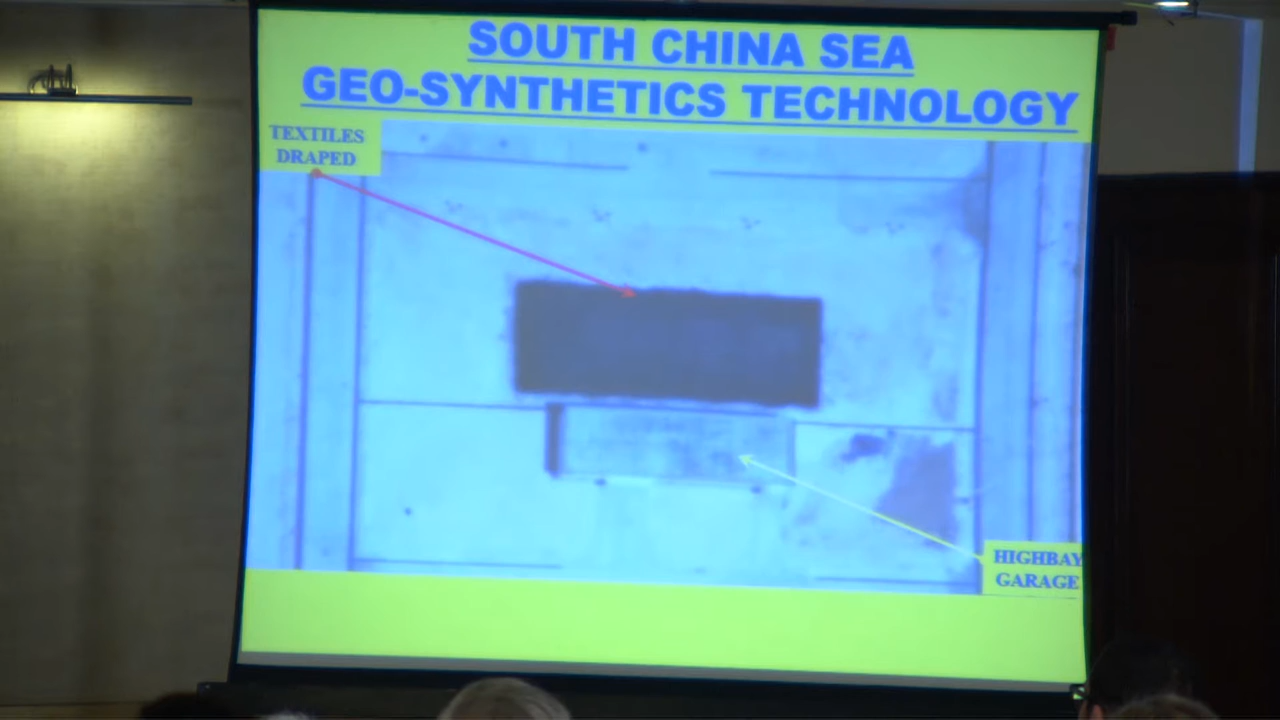 SOUTH CHINA SEA
GEO-SYNTHETICS TECHNOLOGY
TEXTILES
DRAPED
HIGHBAY
GARAGE